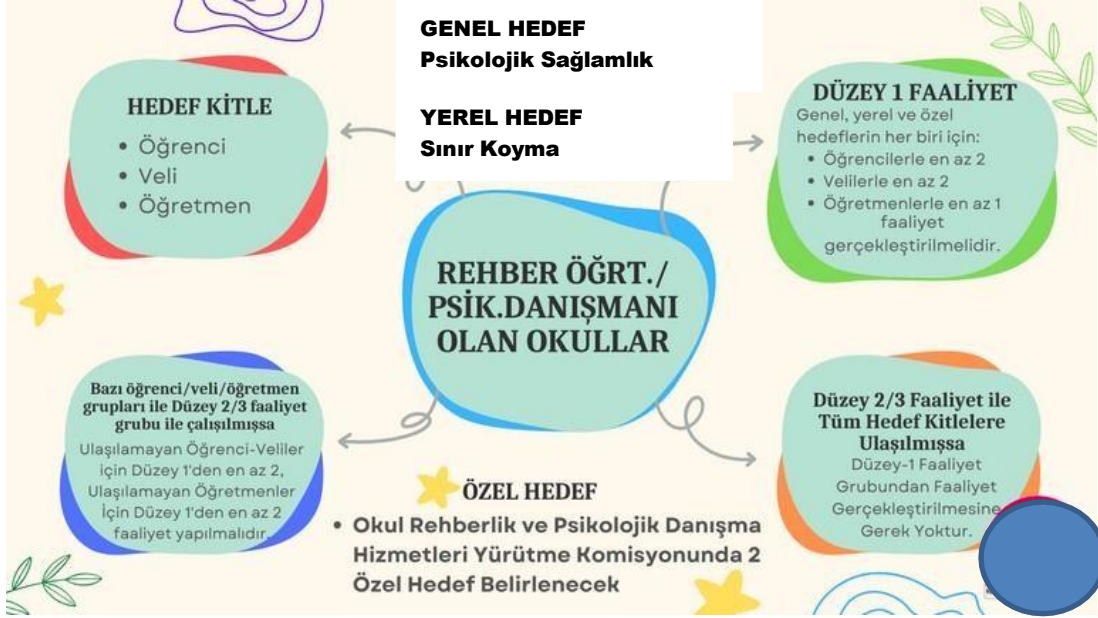 GENEL HEDEF
Psikolojik Sağlamlık
YEREL HEDEF
Sınır Koyma
HEDEF KİTLE
• Öğrenci
• Veli
• Öğretmen
DÜZEY 1 FAALİYET
Genel, yerel ve özel
hedeflerin her biri için:
• Öğrencilerle en az 2
• Velilerle en az 2
• Öğretmenlerle en az 1
faaliyet
gerçekleştirilmelidir.
REHBER ÖĞRT./
PSİK.DANIŞMANI
OLAN OKULLAR
Bazı öğrenci/veli/öğretmen
grupları ile Düzey 2/3 faaliyet
grubu ile çalışılmışsa
Ulaşılamayan Öğrenci-Veliler
için Düzey 1'den en az 2,
Ulaşılamayan Öğretmenler
İçin Düzey 1'den en az 2
faaliyet yapılmalıdır.
Düzey 2/3 Faaliyet ile
Tüm Hedef Kitlelere
Ulaşılmışsa
Düzey-1 Faaliyet
Grubundan Faaliyet
Gerçekleştirilmesine
Gerek Yoktur.
ÖZEL HEDEF
• Okul Rehberlik ve Psikolojik Danışma
Hizmetleri Yürütme Komisyonunda 2
Özel Hedef Belirlenecek